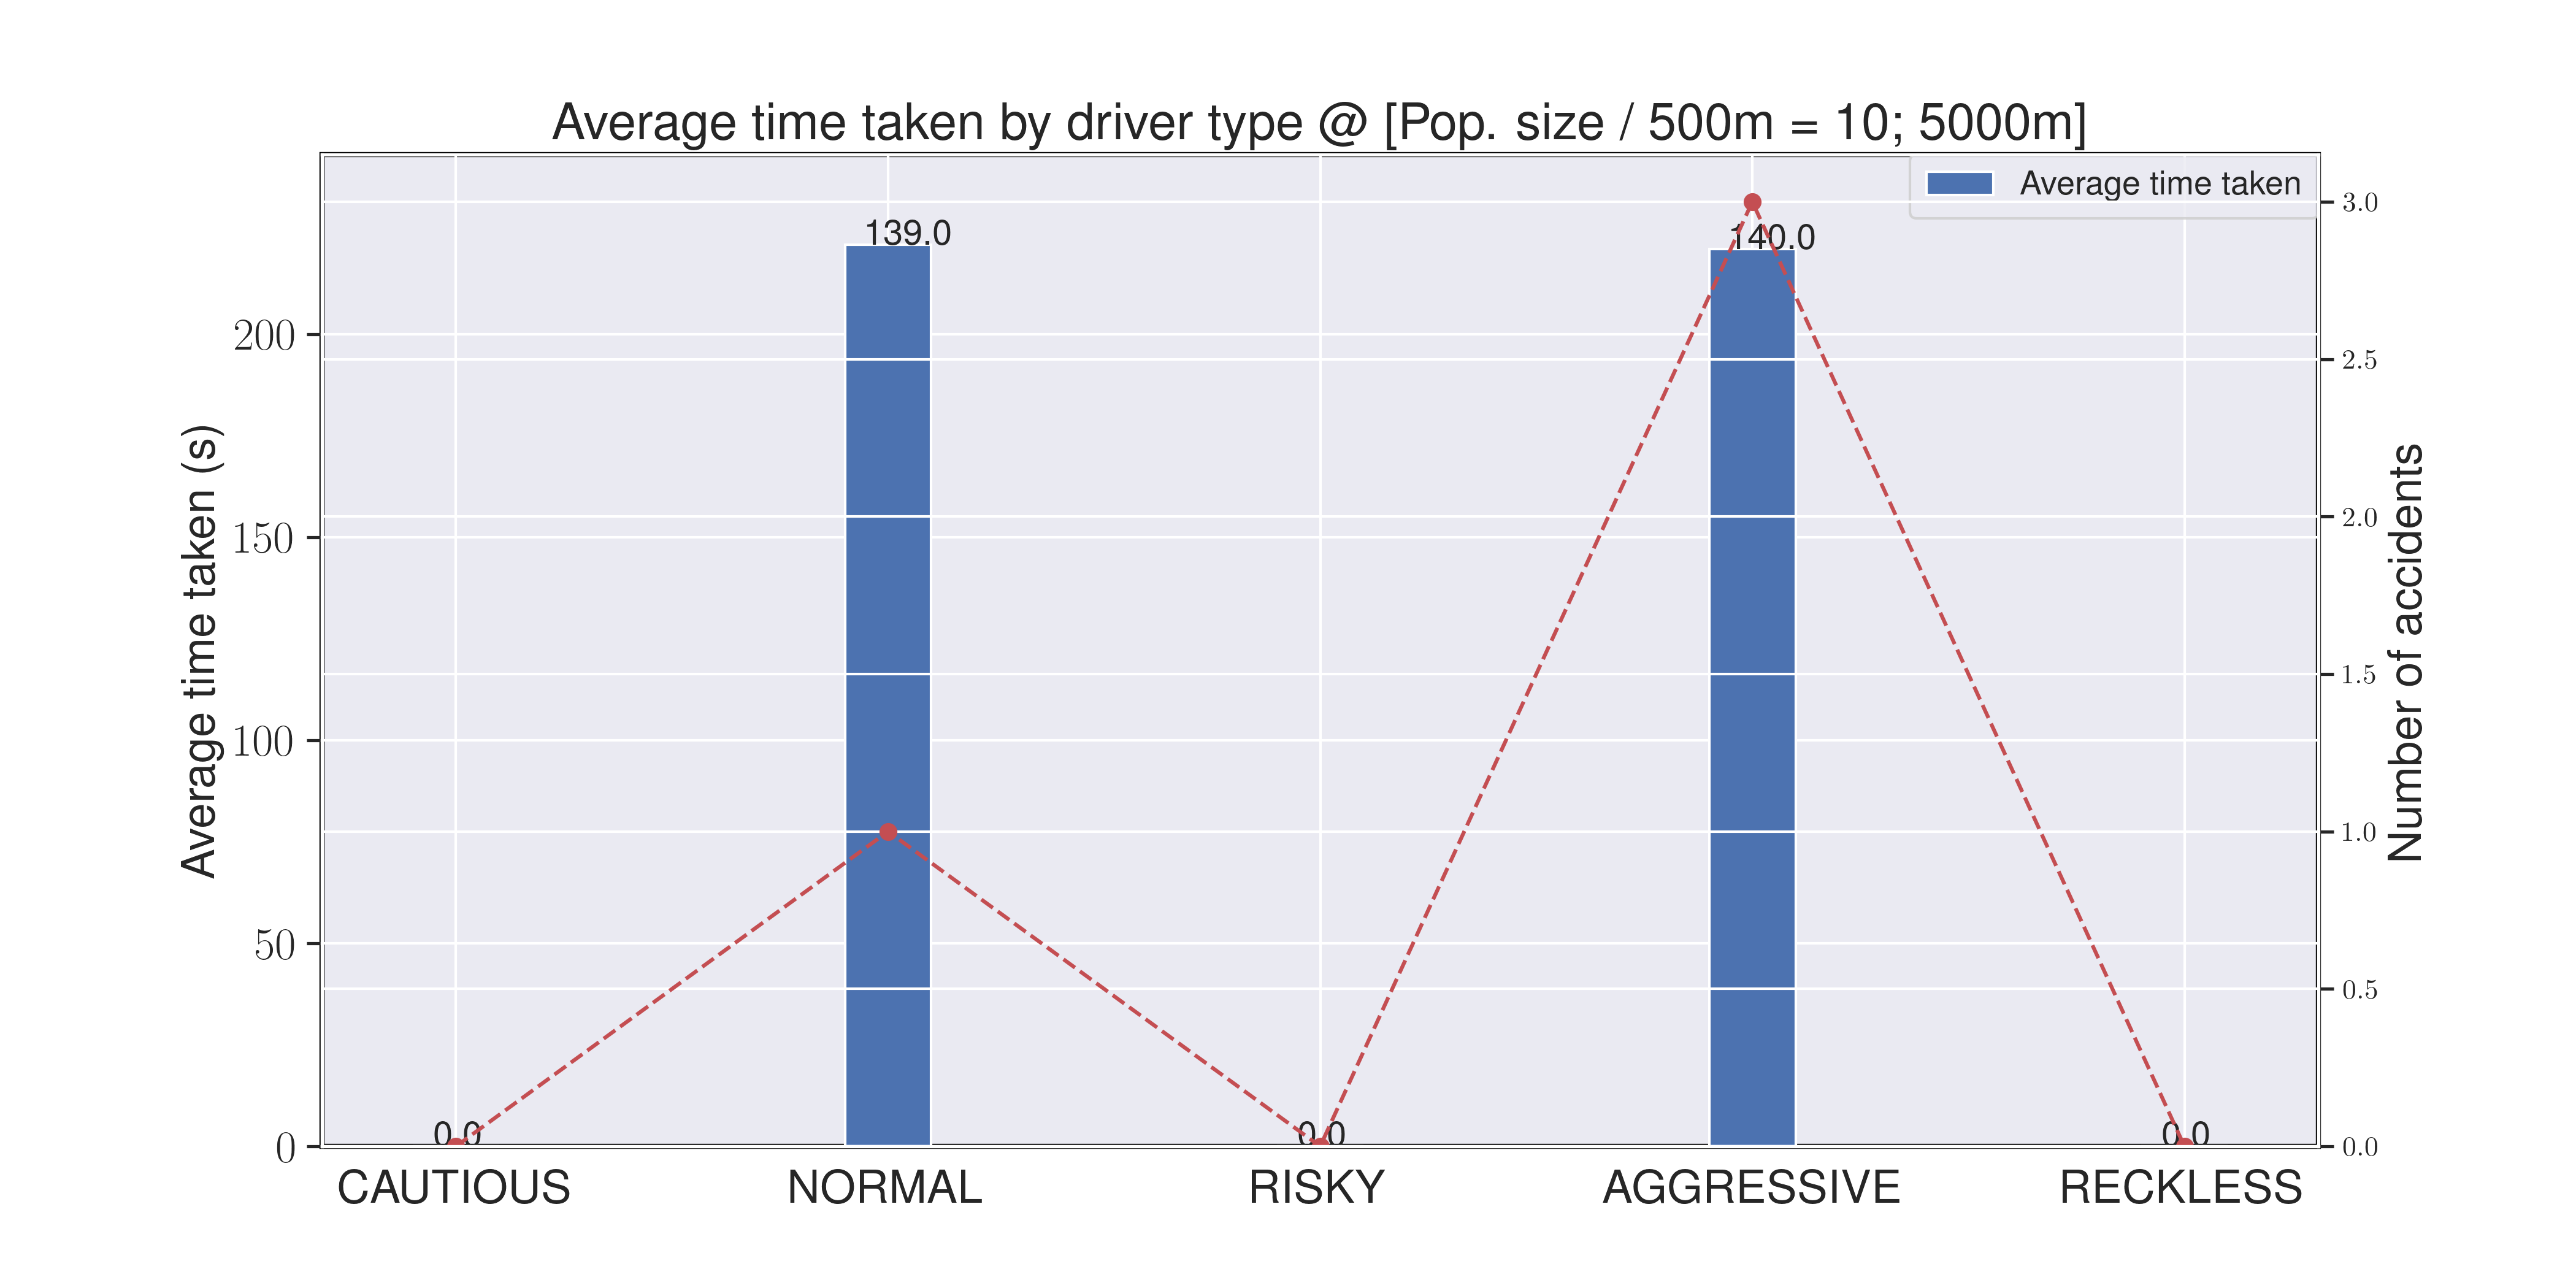 Average time taken by driver type @ [Pop. size / 500m = 10; 5000m]
Average time taken
139.0
140.0
0.0
0.0
0.0
200
150
100
50
0
Average time taken (s)
3.0
2.5
2.0
1.5
1.0
0.5
0.0
Number of accidents
CAUTIOUS
NORMAL
RISKY
AGGRESSIVE
RECKLESS